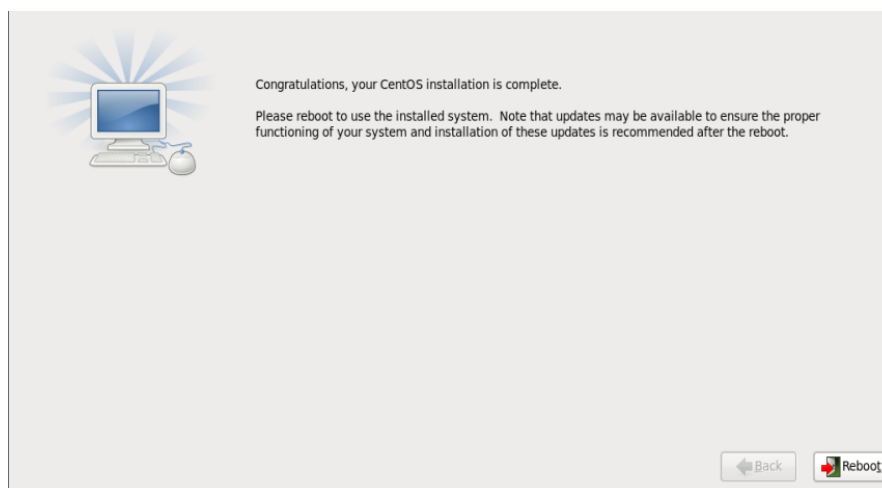 Congratulations, your CentOS installation is complete.
Please reboot to use the installed system.  Note that updates may be available to ensure the proper
functioning of your system and installation of these updates is recommended after the reboot.
Back
Reboot